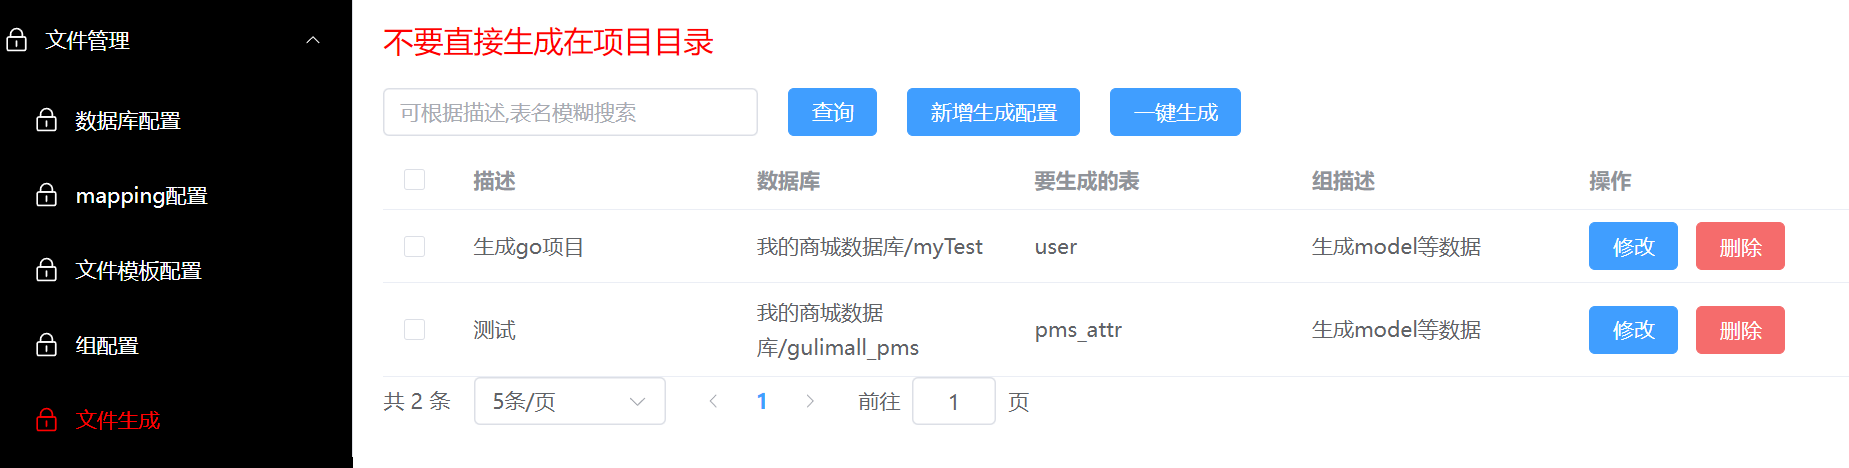 文件管理
数据库配置
mapping配置
文件模板配置
组配置
文件生成
不要直接生成在项目目录
可根据描述,表名模糊搜索 查询 新增生成配置 一键生成
描述 数据库 要生成的表 组描述 操作
生成go项目 我的商城数据库/myTest user 生成model等数据 修改 删除
测试 我的商城数据 pms_attr 生成model等数据 修改 删除
库/gulimall_pms
共 2 条 5条/页 1 前往 1 页